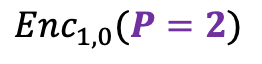 Enc₁,₀(P = 2)